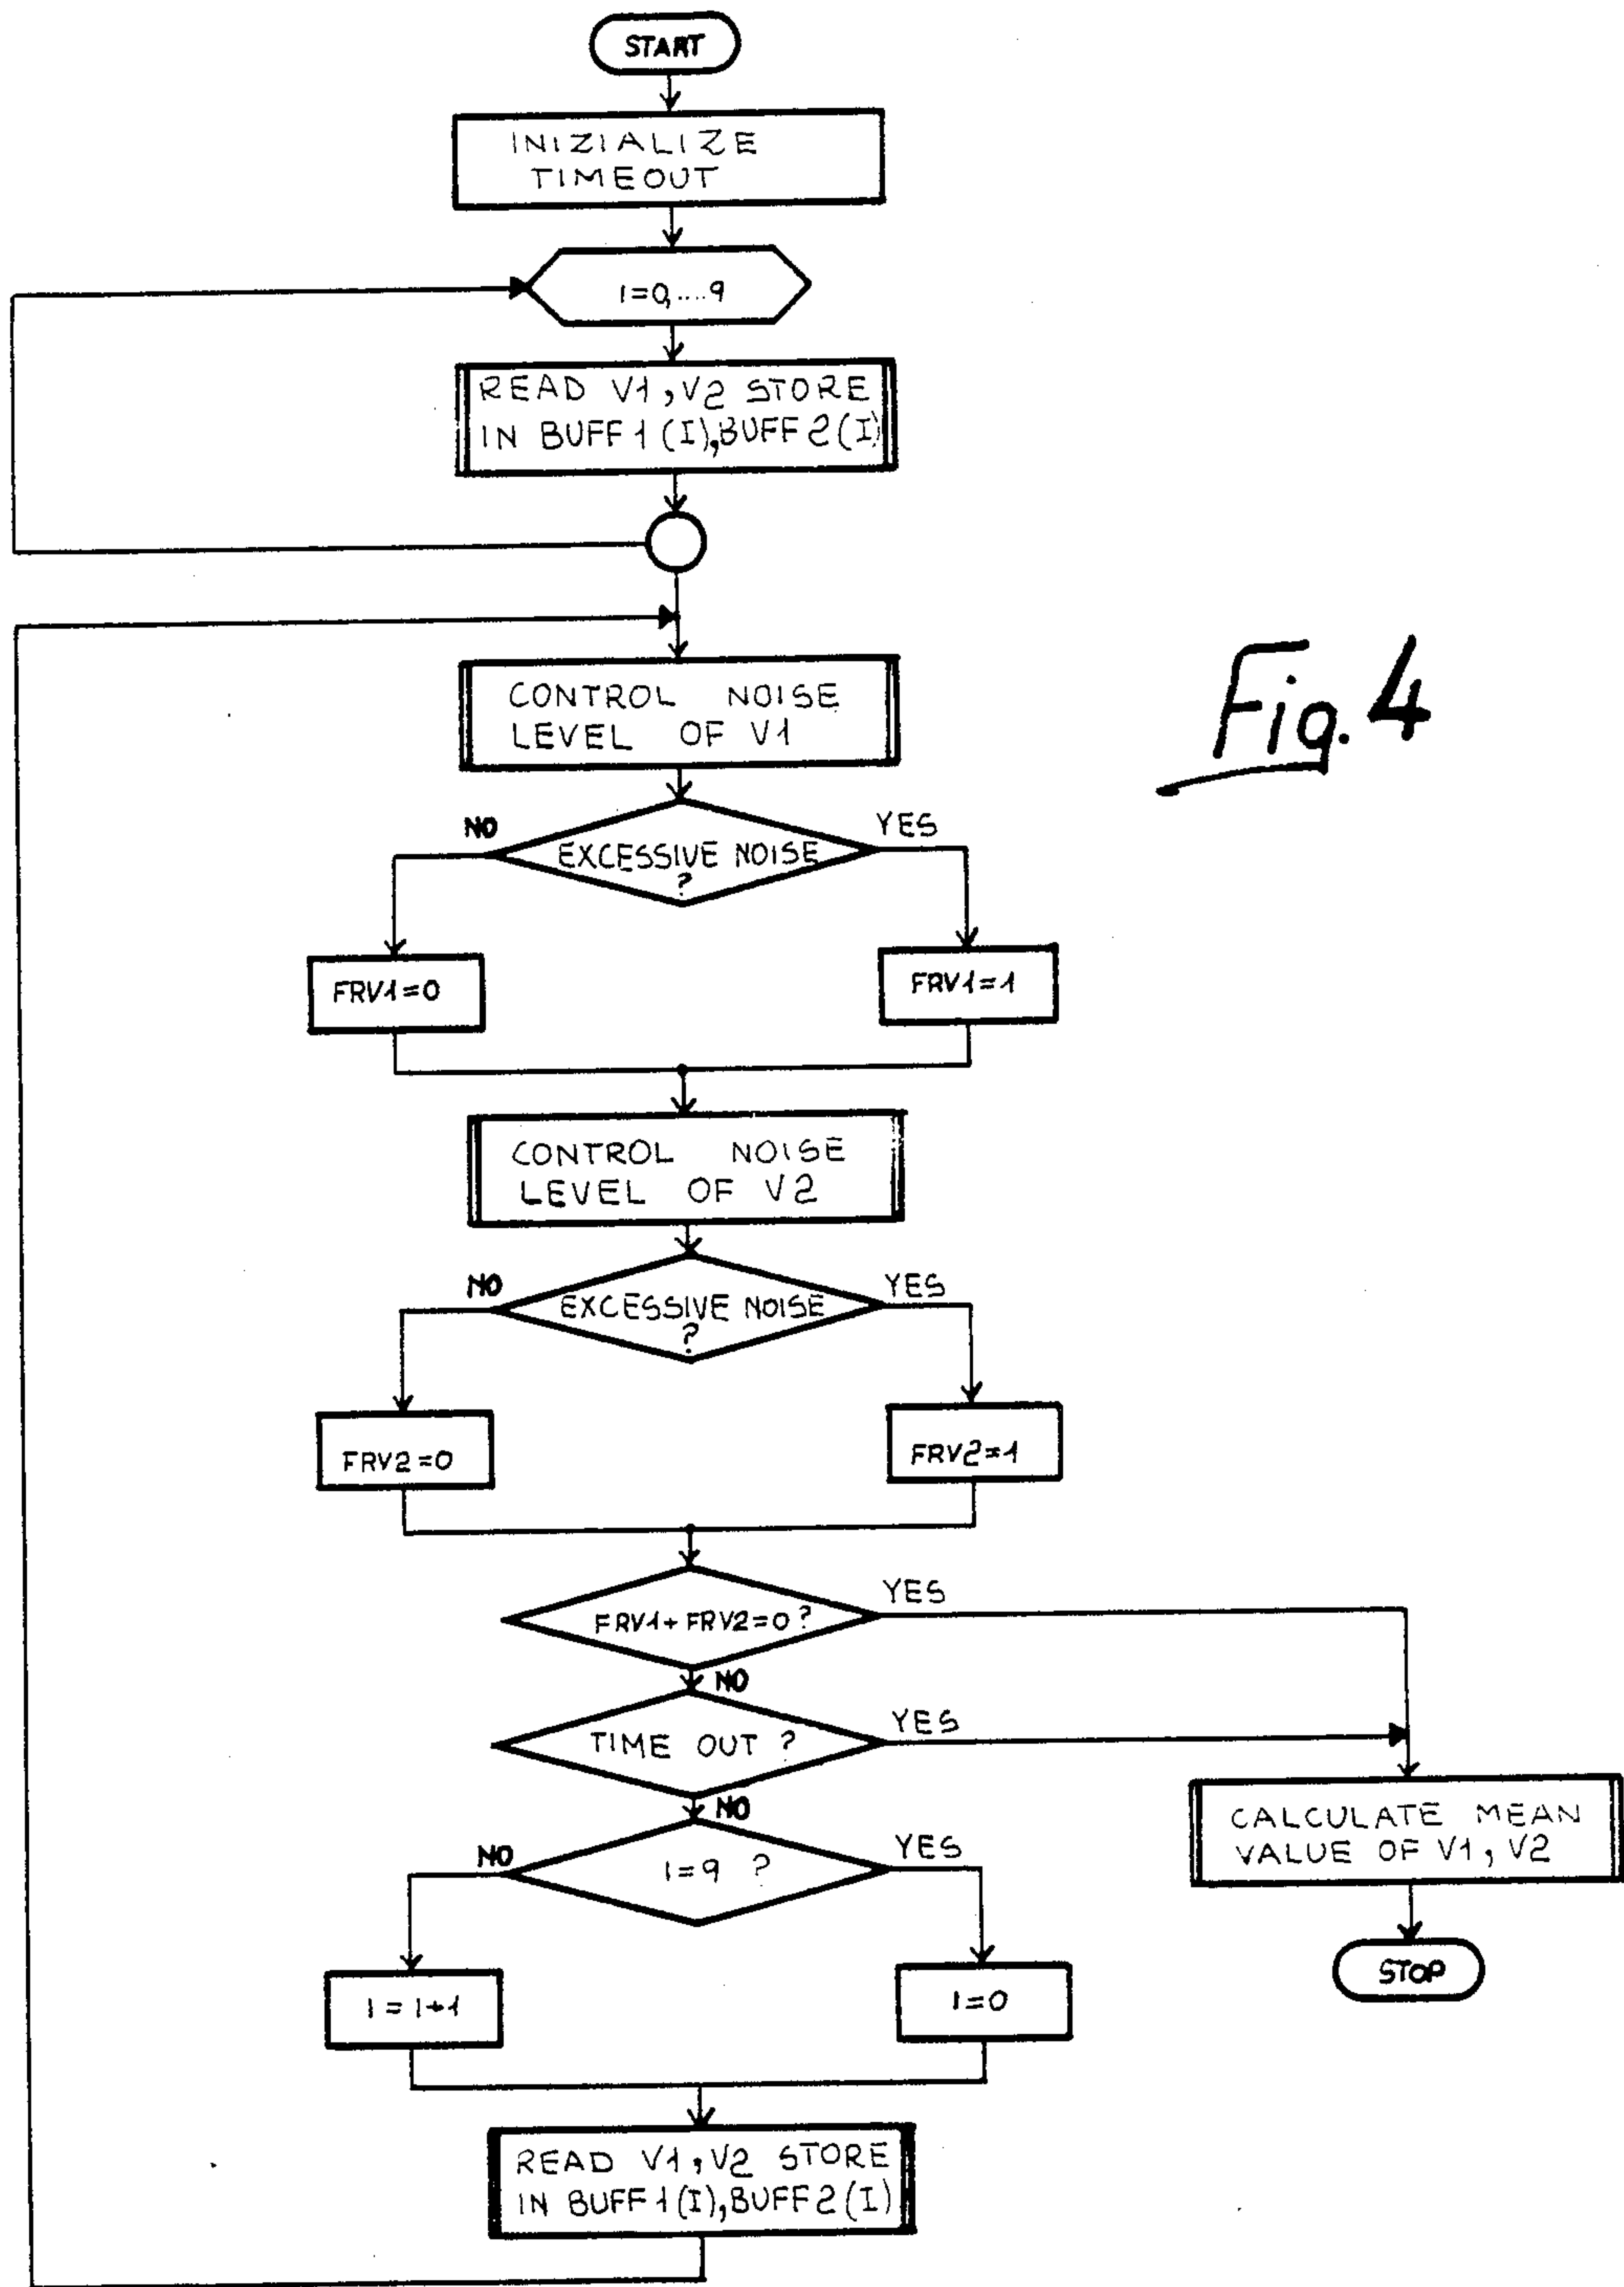 START
INIZIALIZE
TIMEOUT
I=0,....9
READ V1, V2 STORE
IN BUFF1(I),BUFF2(I)
Fig. 4
CONTROL NOISE
LEVEL OF V1
NO
YES
EXCESSIVE NOISE
?
FRV1=0
FRV1=1
CONTROL NOISE
LEVEL OF V2
NO
YES
EXCESSIVE NOISE
?
FRV2=0
FRV2=1
YES
FRV1+FRV2=0?
NO
YES
TIME OUT ?
NO
CALCULATE MEAN
VALUE OF V1, V2
NO
YES
I=9 ?
STOP
I=I+1
I=0
READ V1, V2 STORE
IN BUFF1(I),BUFF2(I)